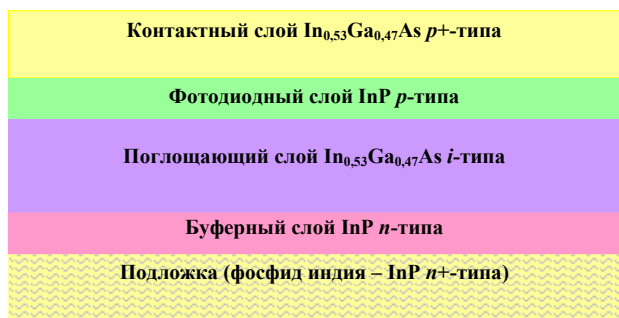 Контактный слой In₀,₅₃Ga₀,₄₇As p+-типа
Фотодиодный слой InP p-типа
Поглощающий слой In₀,₅₃Ga₀,₄₇As i-типа
Буферный слой InP n-типа
Подложка (фосфид индия – InP n+-типа)